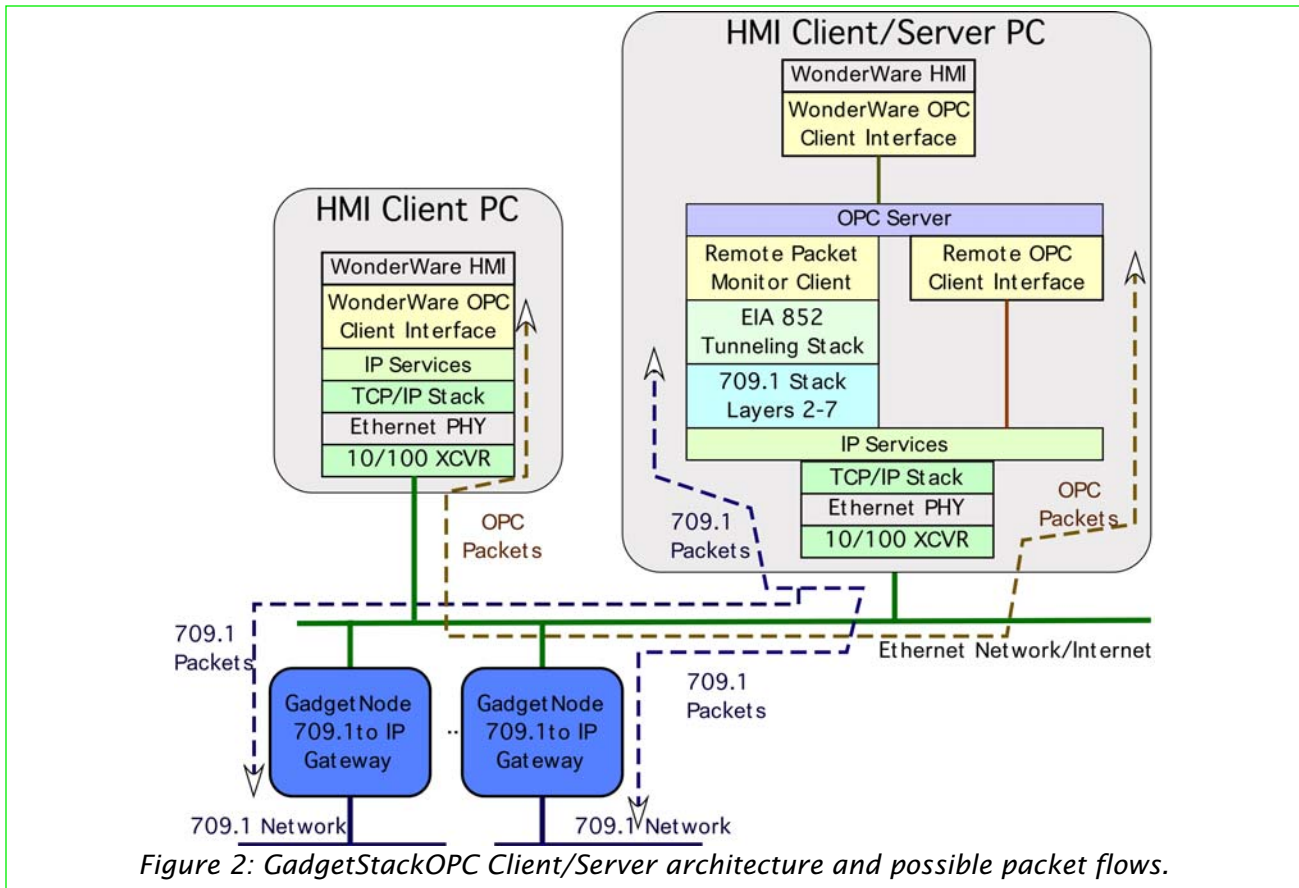 HMI Client/Server PC
WonderWare HMI
WonderWare OPC
Client Interface
OPC Server
Remote Packet
Monitor Client
Remote OPC
Client Interface
EIA 852
Tunneling Stack
709.1 Stack
Layers 2-7
IP Services
TCP/IP Stack
Ethernet PHY
10/100 XCVR
709.1
Packets
OPC
Packets
HMI Client PC
WonderWare HMI
WonderWare OPC
Client Interface
IP Services
TCP/IP Stack
Ethernet PHY
10/100 XCVR
OPC
Packets
709.1
Packets
Ethernet Network/Internet
709.1
Packets
GadgetNode
709.1to IP
Gateway
..
GadgetNode
709.1to IP
Gateway
709.1 Network
709.1 Network
Figure 2: GadgetStackOPC Client/Server architecture and possible packet flows.